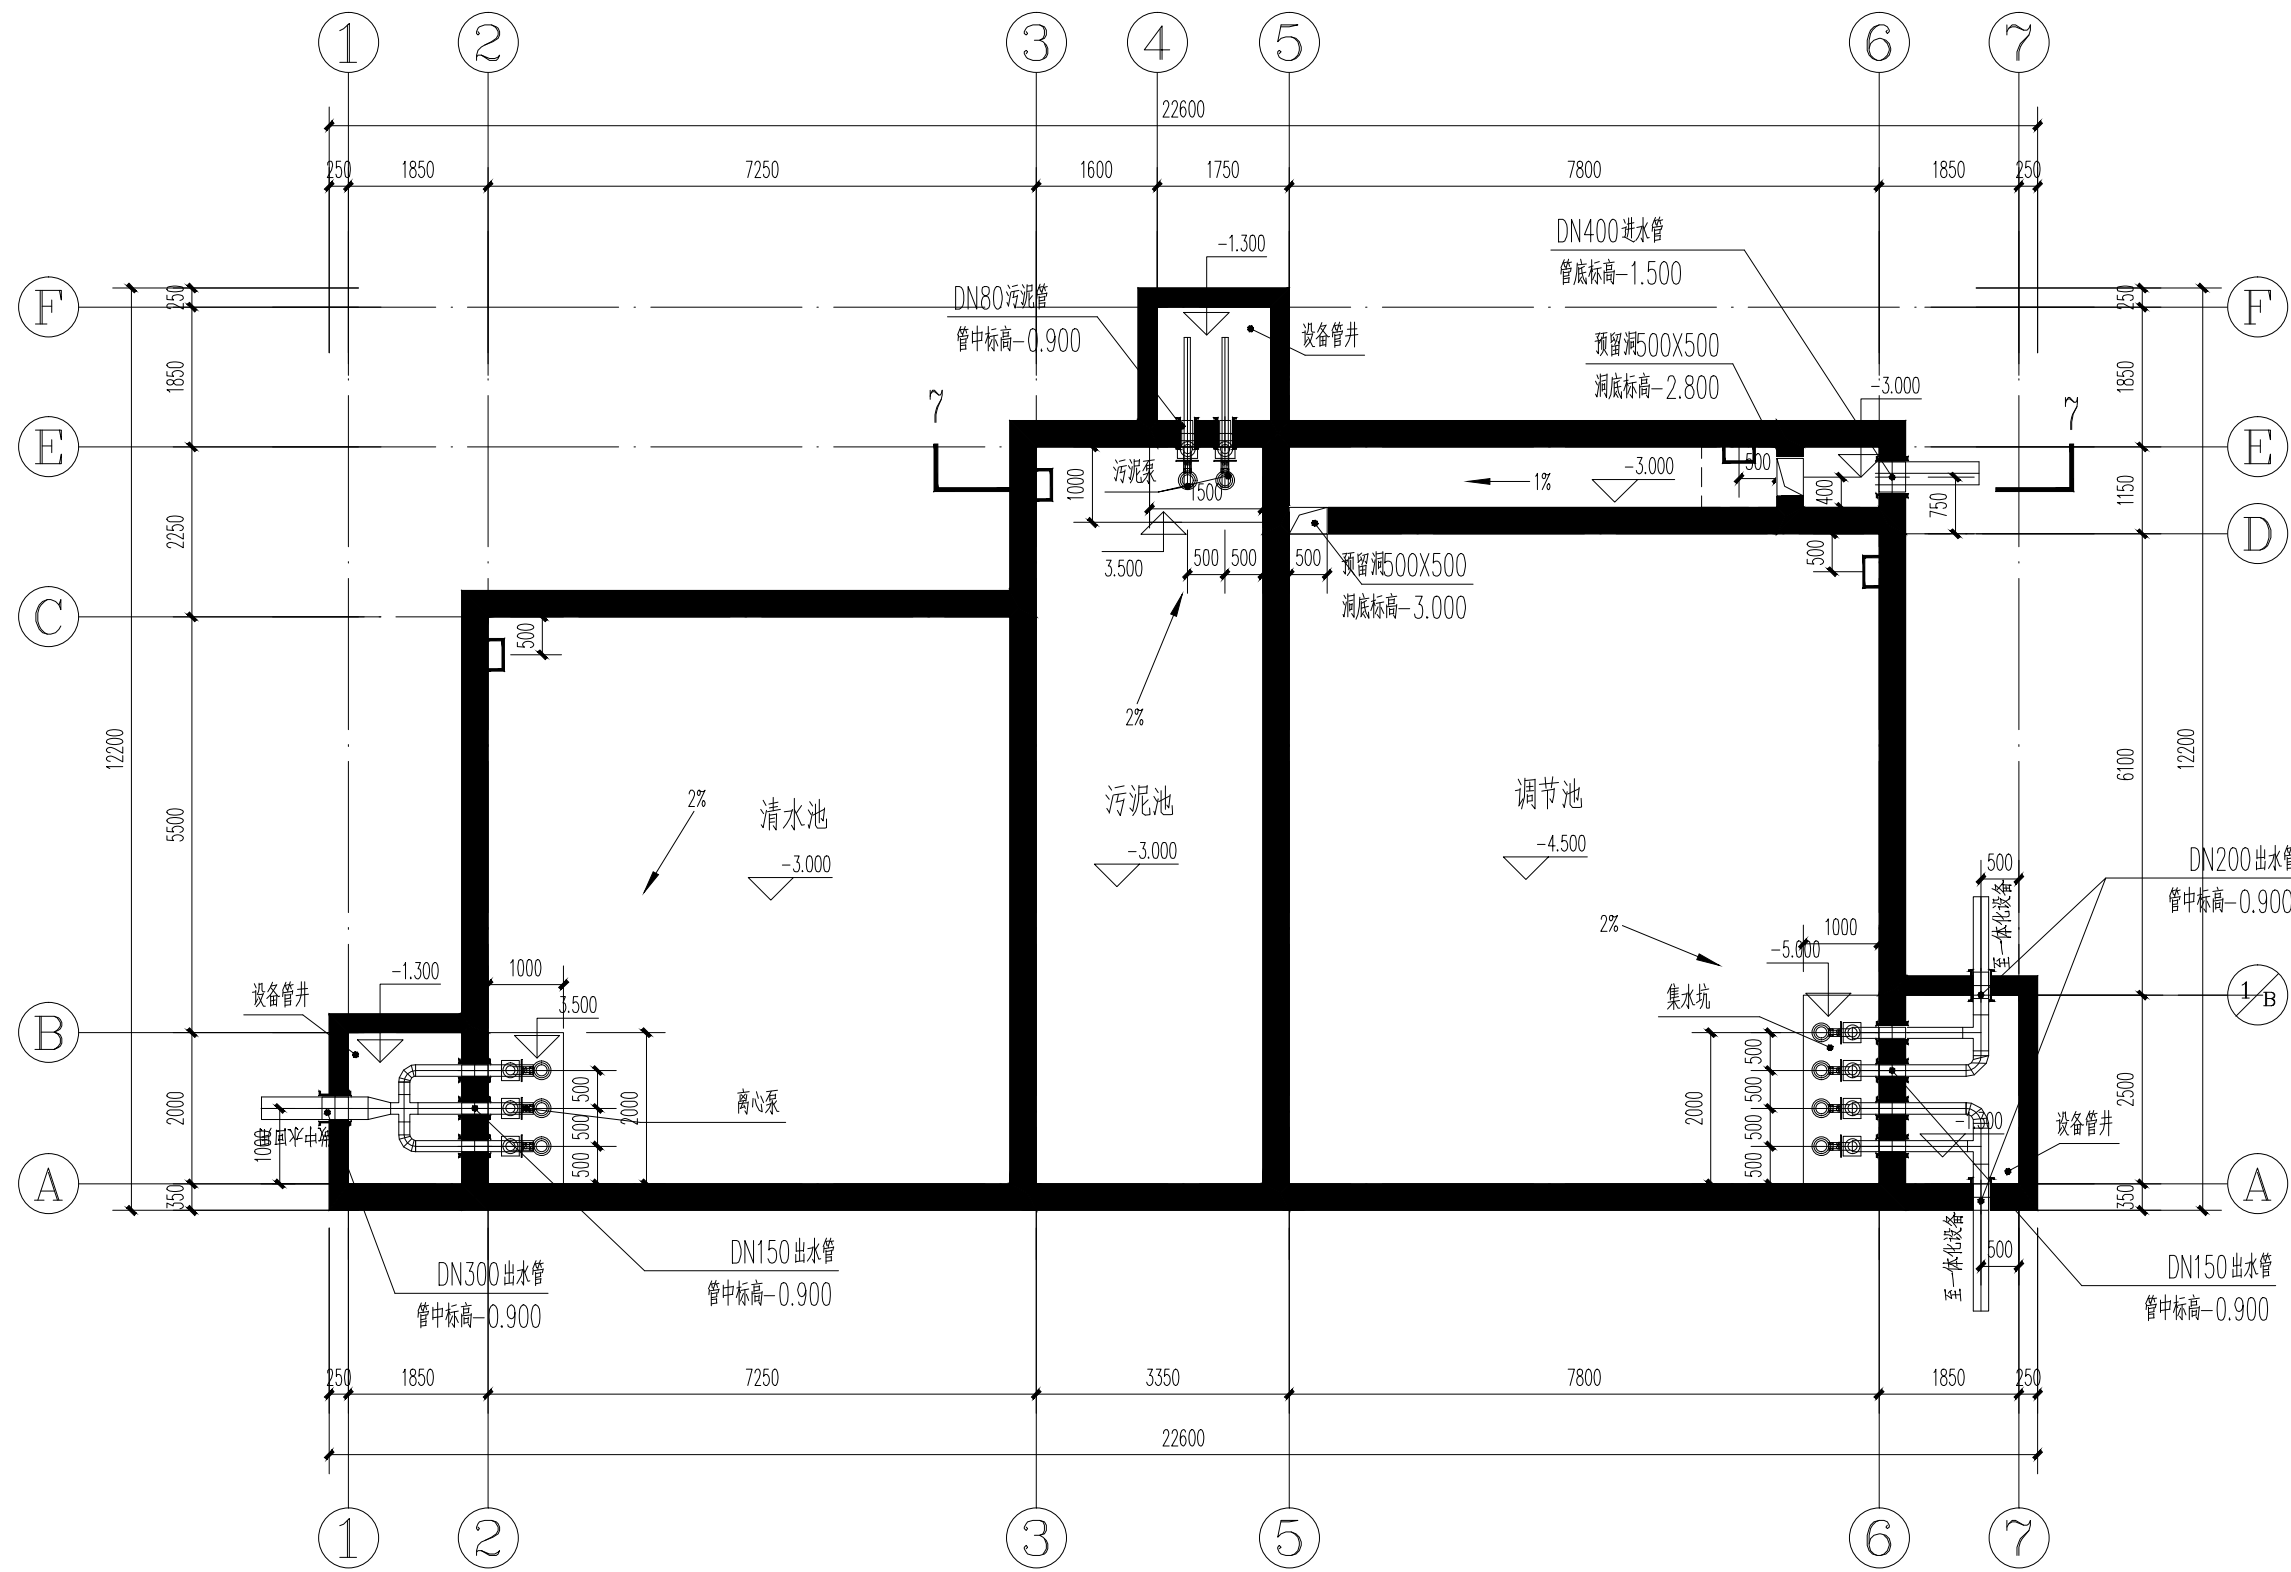 1 2 3 4 5 6 7
22600
250 1850 7250 1600 1750 7800 1850 250
DN400进水管
管底标高-1.500
-1.300
DN80污泥管
管中标高-0.900
设备管井
预留洞500X500
洞底标高-2.800
-3.000
F
F
250
250
1850
1850
7
7
E
E
污泥泵
1500
1000
1%
-3.000
500
400
750
2250
1150
D
3.500
500 500 500
预留洞500X500
洞底标高-3.000
500
C
500
2%
12200
12200
6100
5500
2%
清水池
-3.000
污泥池
-3.000
调节池
-4.500
DN200出水管
管中标高-0.900
500
至一体化设备
2%
1000
-5.000
集水坑
设备管井
-1.300
1000
3.500
B
1
B
2000
500
500
500
2000
离心泵
1000
2000
500
500
500
500
-1.300
2500
设备管井
A
A
350
350
至一体化设备
500
DN300出水管
管中标高-0.900
DN150出水管
管中标高-0.900
DN150出水管
管中标高-0.900
250 1850 7250 3350 7800 1850 250
22600
1 2 3 5 6 7